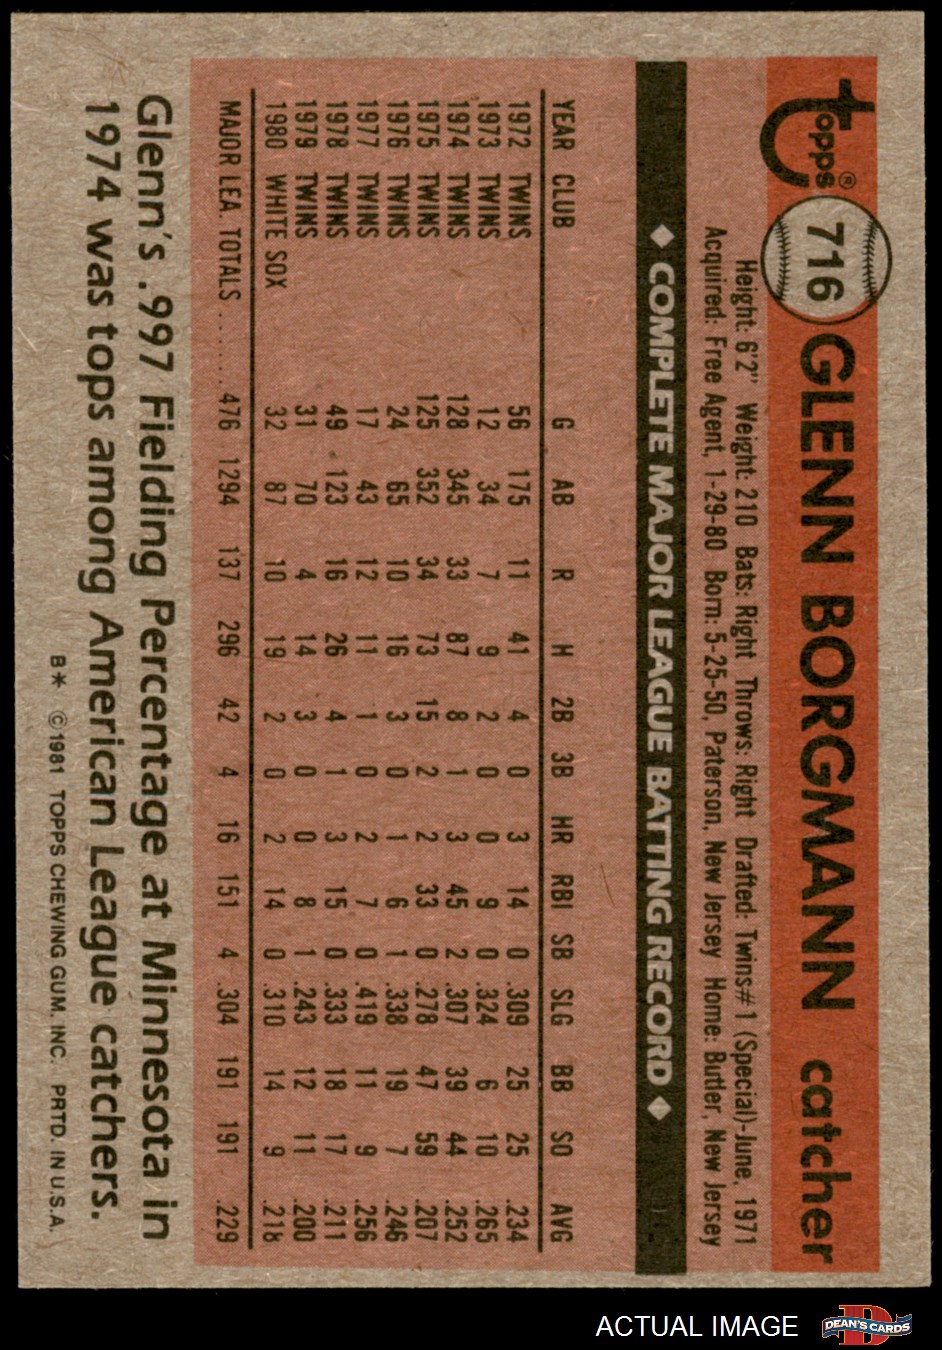 topps®
716 GLENN BORGMANN catcher
Height: 6'2" Weight: 210 Bats: Right Throws: Right Drafted: Twins#1 (Special)-June, 1971
Acquired: Free Agent, 1-29-80 Born: 5-25-50, Paterson, New Jersey Home: Butler, New Jersey
◆ COMPLETE MAJOR LEAGUE BATTING RECORD ◆
YEAR CLUB G AB R H 2B 3B HR RBI SB SLG BB SO AVG
1972 TWINS 56 175 11 41 4 0 3 14 0 .309 25 25 .234
1973 TWINS 12 34 7 9 2 0 0 9 0 .324 6 10 .265
1974 TWINS 128 345 33 87 8 1 3 45 2 .307 39 44 .252
1975 TWINS 125 352 34 73 15 2 2 33 0 .278 47 59 .207
1976 TWINS 24 65 10 16 3 0 1 6 1 .338 19 7 .246
1977 TWINS 17 43 12 11 1 0 2 7 0 .419 11 9 .256
1978 TWINS 49 123 16 26 4 1 3 15 0 .333 18 17 .211
1979 TWINS 31 70 4 14 3 0 0 8 1 .243 12 11 .200
1980 WHITE SOX 32 87 10 19 2 0 2 14 0 .310 14 9 .218
MAJOR LEA. TOTALS ...... 476 1294 137 296 42 4 16 151 4 .304 191 191 .229
Glenn's .997 Fielding Percentage at Minnesota in
1974 was tops among American League catchers.
B* ©1981 TOPPS CHEWING GUM, INC. PRTD. IN U.S.A.
ACTUAL IMAGE
D
DEAN'S CARDS